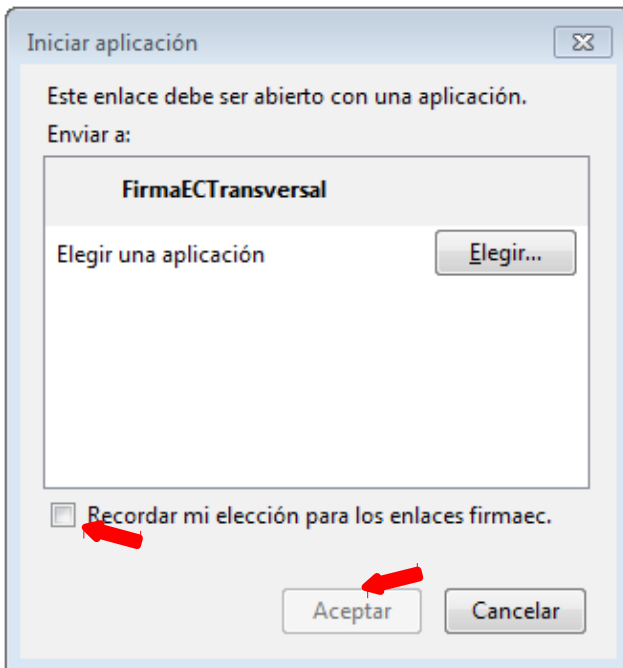 Iniciar aplicación
Este enlace debe ser abierto con una aplicación.
Enviar a:
FirmaECTransversal
Elegir una aplicación
Elegir...
Recordar mi elección para los enlaces firmaec.
Aceptar
Cancelar